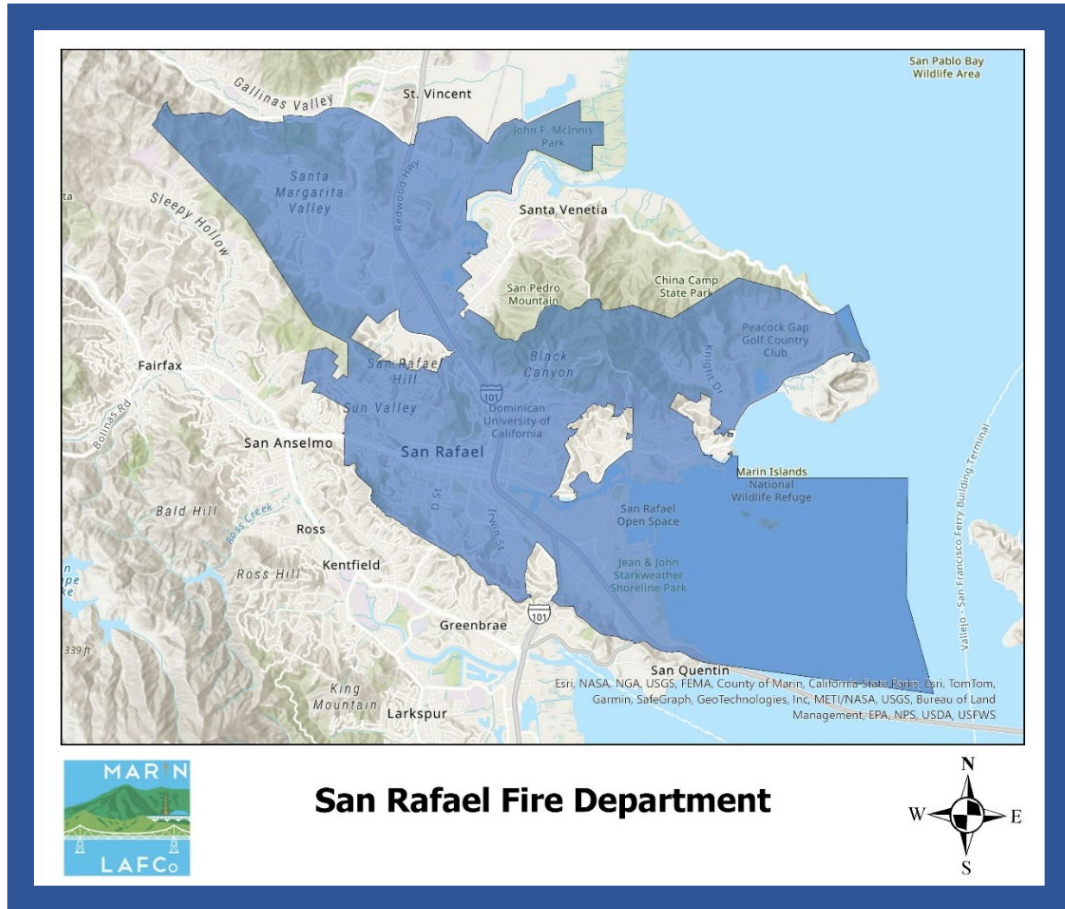 San Pablo Bay
Wildlife Area
Gallinas Valley
St. Vincent
John F. McInnis
Park
Redwood Hwy
Santa
Margarita
Valley
ta
Sleepy Hollow
Santa Venetia
San Pedro
Mountain
China Camp
State Park
Peacock Gap
Golf Country
Club
Fairfax
San Rafael
Hill
Black
Canyon
Knight Dr
Bolinas Rd
Sun Valley
101
Dominican
University of
California
San Anselmo
San Rafael
Marin Islands
National
Wildlife Refuge
D St
Irwin St
San Rafael
Open Space
Bald Hill
Ross Creek
Ross
Ross Hill
Kentfield
Jean & John
Starkweather
Shoreline Park
Vallejo - San Francisco Ferry Building Terminal
Greenbrae
101
339 ft
San Quentin
King
Mountain
Larkspur
Esri, NASA, NGA, USGS, FEMA, County of Marin, California State Parks, Esri, TomTom,
Garmin, SafeGraph, GeoTechnologies, Inc, METI/NASA, USGS, Bureau of Land
Management, EPA, NPS, USDA, USFWS
MARIN
LAFCo
San Rafael Fire Department
N
W
E
S